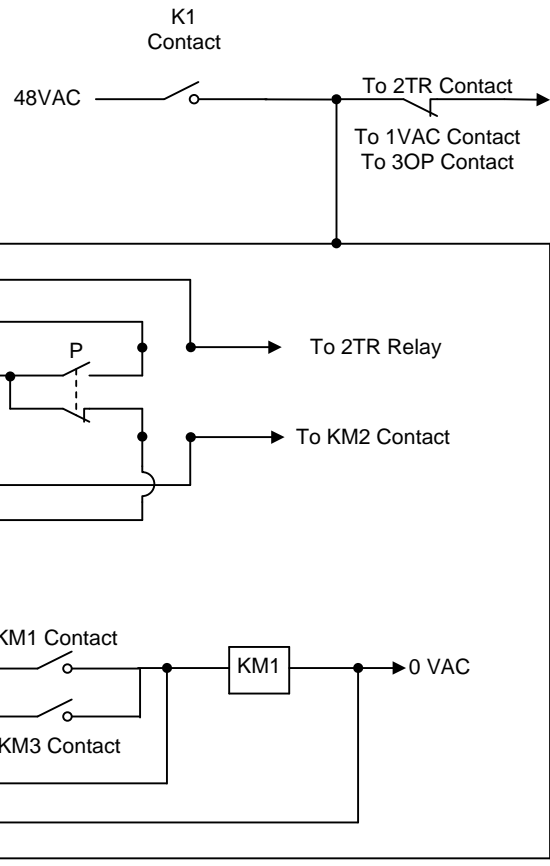 K1
Contact
48VAC
To 2TR Contact
To 1VAC Contact
To 3OP Contact
P
To 2TR Relay
To KM2 Contact
KM1 Contact
KM1
0 VAC
KM3 Contact